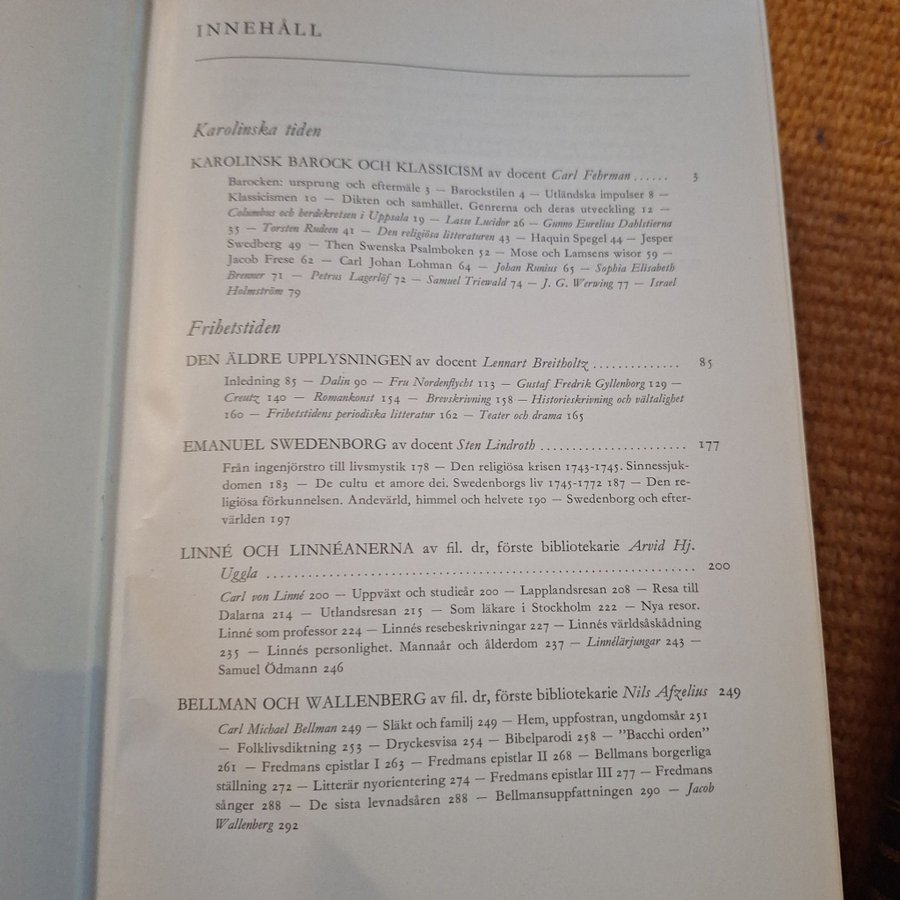 INNEHÅLL
Karolinska tiden
KAROLINSK BAROCK OCH KLASSICISM av docent Carl Fehrman...... 3
Barocken: ursprung och eftermäle 3 — Barockstilen 4 — Utländska impulser 8 —
Klassicismen 10 — Dikten och samhället. Genrerna och deras utveckling 12 —
Columbus och herdekretsen i Uppsala 19 — Lasse Lucidor 26 — Gunno Eurelius Dahlstierna
35 — Torsten Rudeen 41 — Den religiösa litteraturen 43 — Haquin Spegel 44 — Jesper
Swedberg 49 — Then Swenska Psalmboken 52 — Mose och Lamsens wisor 59 —
Jacob Frese 62 — Carl Johan Lohman 64 — Johan Runius 65 — Sophia Elisabeth
Brenner 71 — Petrus Lagerlöf 72 — Samuel Triewald 74 — J. G. Werwing 77 — Israel
Holmström 79
Frihetstiden
DEN ÄLDRE UPPLYSNINGEN av docent Lennart Breitholtz.............. 85
Inledning 85 — Dalin 90 — Fru Nordenflycht 113 — Gustaf Fredrik Gyllenborg 129 —
Creutz 140 — Romankonst 154 — Brevskrivning 158 — Historieskrivning och vältalighet
160 — Frihetstidens periodiska litteratur 162 — Teater och drama 165
EMANUEL SWEDENBORG av docent Sten Lindroth ...................... 177
Från ingenjörstro till livsmystik 178 — Den religiösa krisen 1743-1745. Sinnessjuk-
domen 183 — De cultu et amore dei. Swedenborgs liv 1745-1772 187 — Den re-
ligiösa förkunnelsen. Andevärld, himmel och helvete 190 — Swedenborg och efter-
världen 197
LINNÉ OCH LINNÉANERNA av fil. dr, förste bibliotekarie Arvid Hj.
Uggla ................................................................ 200
Carl von Linné 200 — Uppväxt och studieår 200 — Lapplandsresan 208 — Resa till
Dalarna 214 — Utlandsresan 215 — Som läkare i Stockholm 222 — Nya resor.
Linné som professor 224 — Linnés resebeskrivningar 227 — Linnés världsåskådning
235 — Linnés personlighet. Mannaår och ålderdom 237 — Linnélärjungar 243 —
Samuel Ödmann 246
BELLMAN OCH WALLENBERG av fil. dr, förste bibliotekarie Nils Afzelius 249
Carl Michael Bellman 249 — Släkt och familj 249 — Hem, uppfostran, ungdomsår 251
— Folklivsdiktning 253 — Dryckesvisa 254 — Bibelparodi 258 — ”Bacchi orden”
261 — Fredmans epistlar I 263 — Fredmans epistlar II 268 — Bellmans borgerliga
ställning 272 — Litterär nyorientering 274 — Fredmans epistlar III 277 — Fredmans
sånger 288 — De sista levnadsåren 288 — Bellmansuppfattningen 290 — Jacob
Wallenberg 292